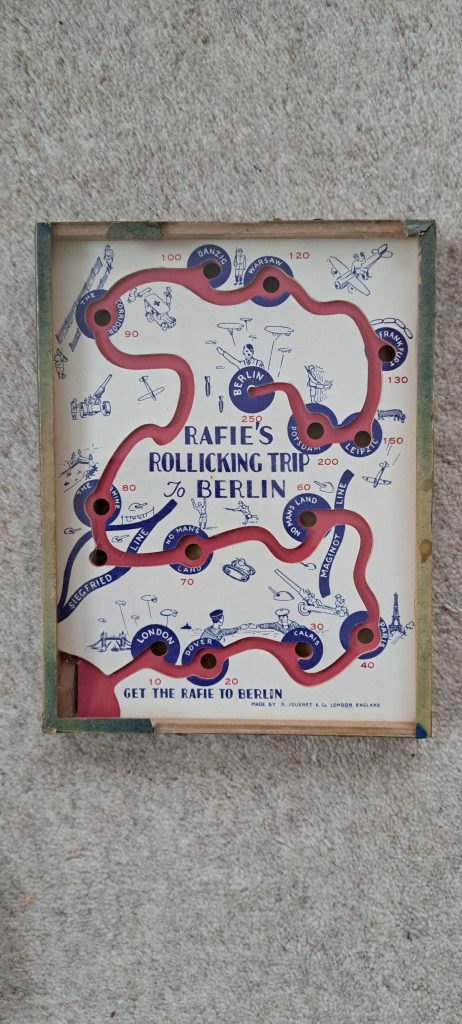 DANZIG
100
WARSAW
120
THE CORRIDOR
90
FRANKFURT
130
BERLIN
250
POTSDAM
200
LEIPZIG
150
RAFIE'S
ROLLICKING TRIP
To BERLIN
THE RHINE
80
60
NO MANS LAND
MAGINOT LINE
SIEGFRIED LINE
NO MANS LAND
70
LONDON
10
DOVER
20
CALAIS
30
PARIS
40
GET THE RAFIE TO BERLIN
MADE BY R. JOURNET & Co LONDON ENGLAND